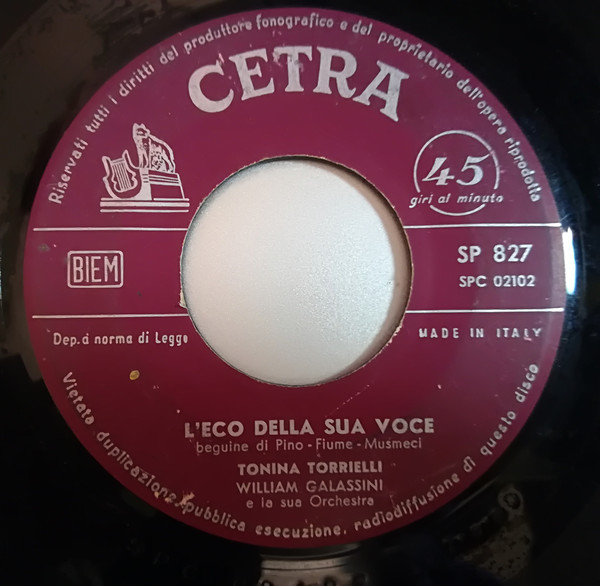 Riservati tutti i diritti del produttore fonografico e del proprietario dell'opera riprodotta
CETRA
45
giri al minuto
BIEM
SP 827
SPC 02102
Dep. a norma di Legge
MADE IN ITALY
L'ECO DELLA SUA VOCE
beguine di Pino - Fiume - Musmeci
TONINA TORRIELLI
WILLIAM GALASSINI
e la sua Orchestra
Vietata duplicazione, pubblica esecuzione, radiodiffusione di questo disco